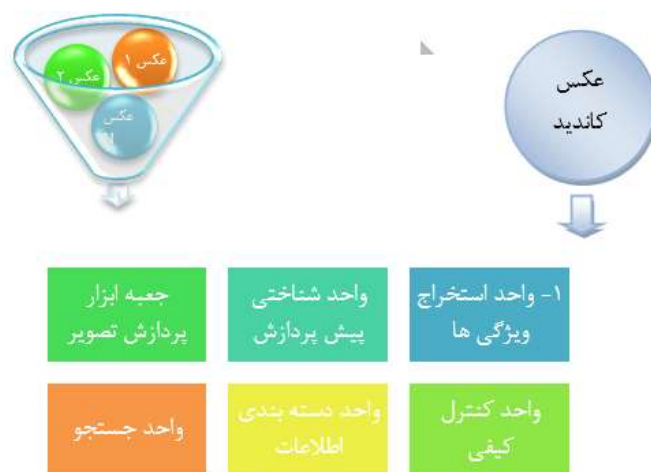 عکس ۱
عکس ۲
عکس
N
عکس
کاندید
۱- واحد استخراج
ویژگی ها
واحد شناختی
پیش پردازش
جعبه ابزار
پردازش تصویر
واحد کنترل
کیفی
واحد دسته بندی
اطلاعات
واحد جستجو